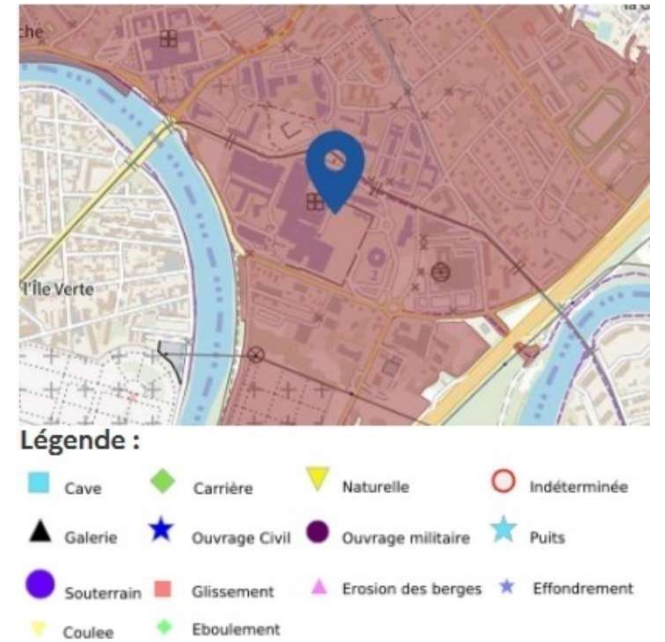 che
l'Île Verte
Légende :
Cave Carrière Naturelle Indéterminée
Galerie Ouvrage Civil Ouvrage militaire Puits
Souterrain Glissement Erosion des berges Effondrement
Coulee Eboulement